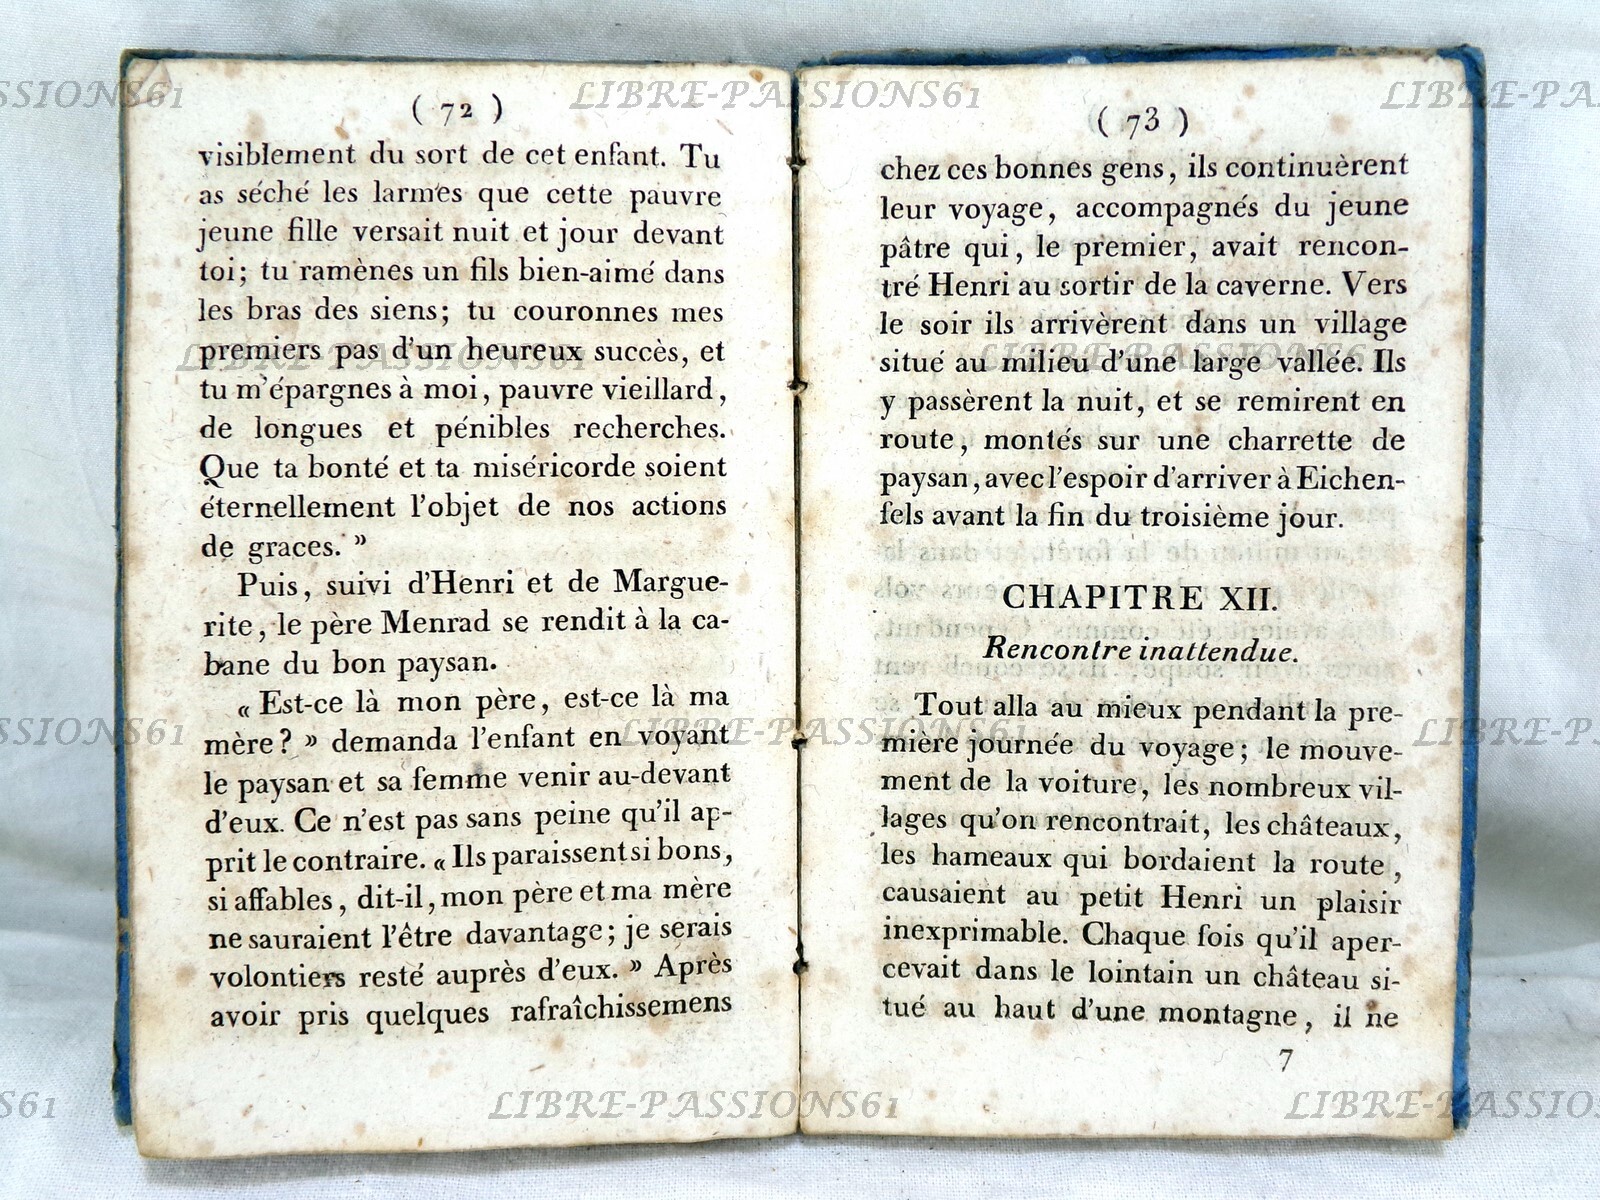 ( 72 )
visiblement du sort de cet enfant. Tu
as séché les larmes que cette pauvre
jeune fille versait nuit et jour devant
toi; tu ramènes un fils bien-aimé dans
les bras des siens; tu couronnes mes
premiers pas d'un heureux succès, et
tu m'épargnes à moi, pauvre vieillard,
de longues et pénibles recherches.
Que ta bonté et ta miséricorde soient
éternellement l'objet de nos actions
de graces. »
Puis, suivi d'Henri et de Margue-
rite, le père Menrad se rendit à la ca-
bane du bon paysan.
« Est-ce là mon père, est-ce là ma
mère? » demanda l'enfant en voyant
le paysan et sa femme venir au-devant
d'eux. Ce n'est pas sans peine qu'il ap-
prit le contraire. « Ils paraissent si bons,
si affables, dit-il, mon père et ma mère
ne sauraient l'être davantage; je serais
volontiers resté auprès d'eux. » Après
avoir pris quelques rafraîchissemens
( 73 )
chez ces bonnes gens, ils continuèrent
leur voyage, accompagnés du jeune
pâtre qui, le premier, avait rencon-
tré Henri au sortir de la caverne. Vers
le soir ils arrivèrent dans un village
situé au milieu d'une large vallée. Ils
y passèrent la nuit, et se remirent en
route, montés sur une charrette de
paysan, avec l'espoir d'arriver à Eichen-
fels avant la fin du troisième jour.
CHAPITRE XII.
Rencontre inattendue.
Tout alla au mieux pendant la pre-
mière journée du voyage; le mouve-
ment de la voiture, les nombreux vil-
lages qu'on rencontrait, les châteaux,
les hameaux qui bordaient la route,
causaient au petit Henri un plaisir
inexprimable. Chaque fois qu'il aper-
cevait dans le lointain un château si-
tué au haut d'une montagne, il ne
7
LIBRE-PASSIONS61